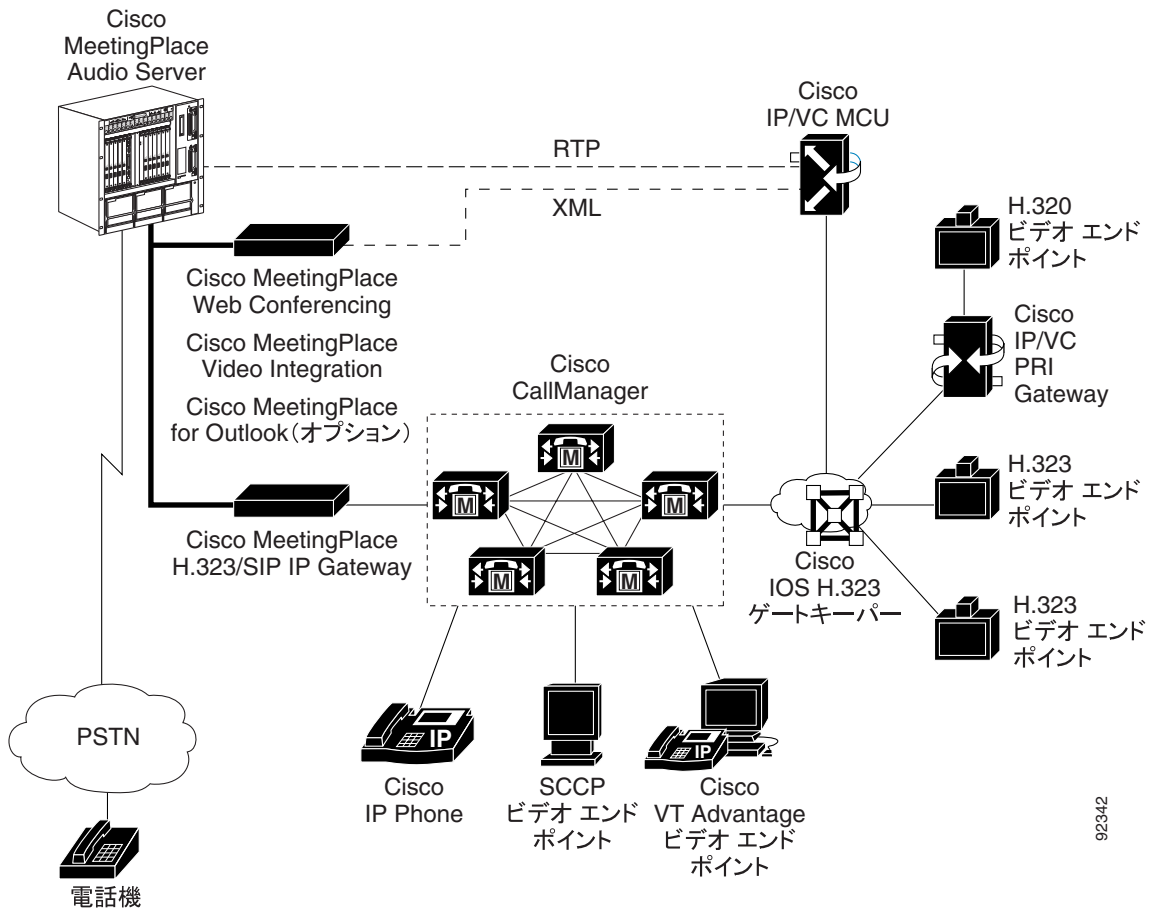 Cisco
MeetingPlace
Audio Server
Cisco
IP/VC MCU
RTP
XML
H.320
ビデオ エンド
ポイント
Cisco MeetingPlace
Web Conferencing
Cisco MeetingPlace
Video Integration
Cisco MeetingPlace
for Outlook（オプション）
Cisco
CallManager
Cisco
IP/VC
PRI
Gateway
M
M
M
M
M
H.323
ビデオ エンド
ポイント
Cisco MeetingPlace
H.323/SIP IP Gateway
Cisco
IOS H.323
ゲートキーパー
H.323
ビデオ エンド
ポイント
PSTN
IP
IP
Cisco
IP Phone
SCCP
ビデオ エンド
ポイント
Cisco
VT Advantage
ビデオ エンド
ポイント
電話機
92342